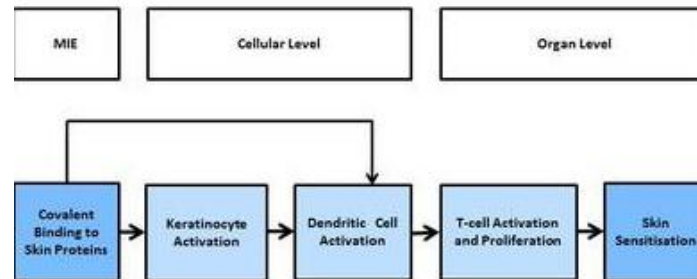 MIE
Cellular Level
Organ Level
Covalent
Binding to
Skin Proteins
Keratinocyte
Activation
Dendritic Cell
Activation
T-cell Activation
and Proliferation
Skin
Sensitisation